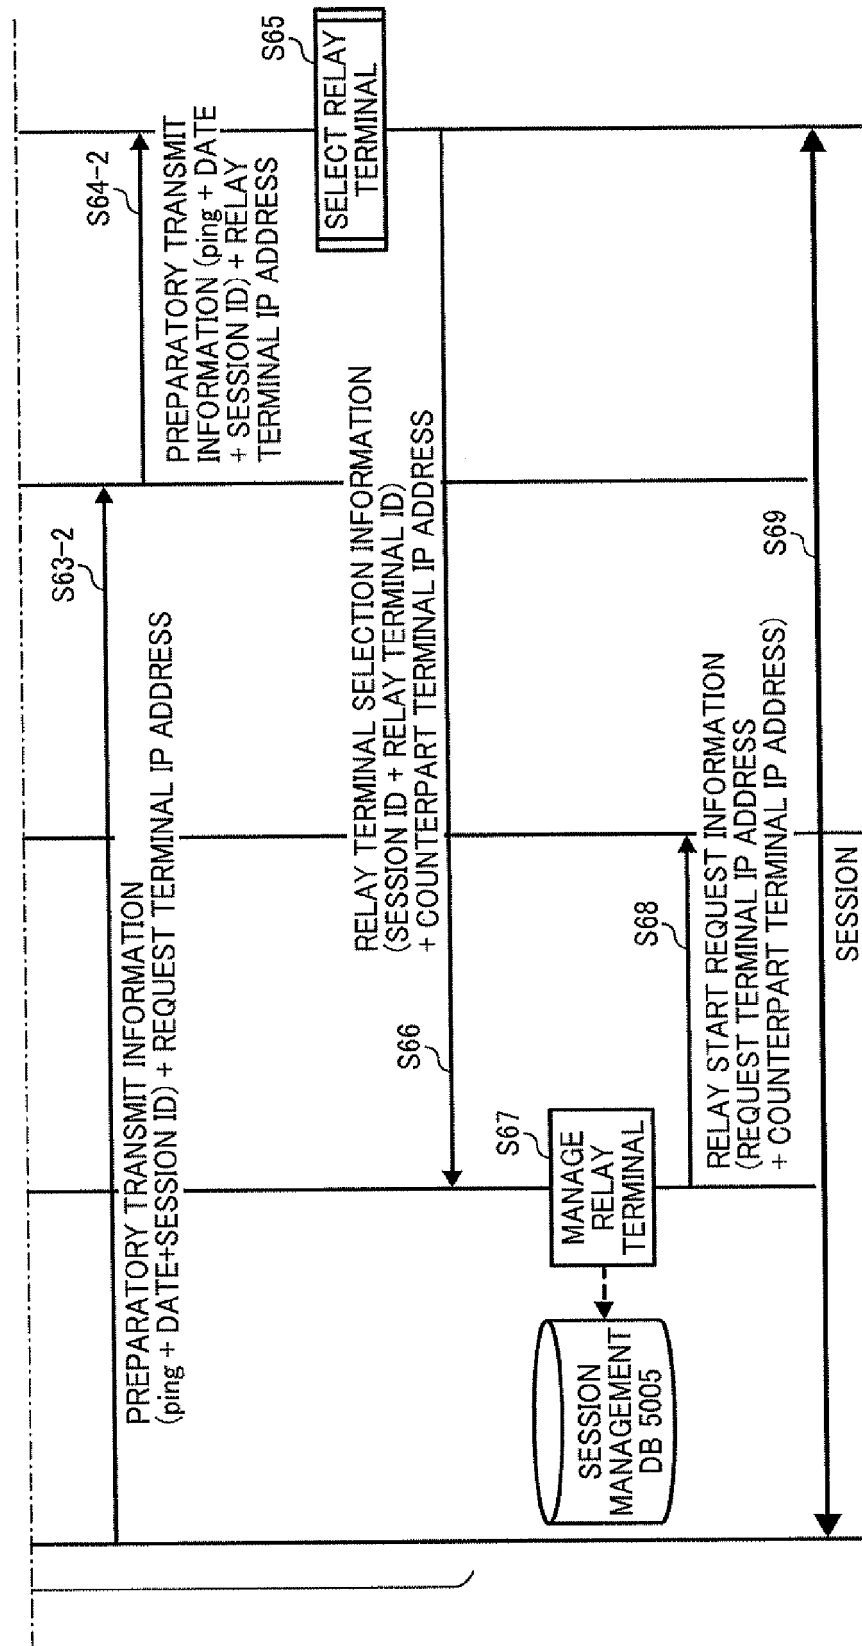 S63-2
PREPARATORY TRANSMIT INFORMATION
(ping + DATE+SESSION ID) + REQUEST TERMINAL IP ADDRESS
S64-2
PREPARATORY TRANSMIT
INFORMATION (ping + DATE
+ SESSION ID) + RELAY
TERMINAL IP ADDRESS
S65
SELECT RELAY
TERMINAL
RELAY TERMINAL SELECTION INFORMATION
(SESSION ID + RELAY TERMINAL ID)
+ COUNTERPART TERMINAL IP ADDRESS
S66
S67
MANAGE
RELAY
TERMINAL
SESSION
MANAGEMENT
DB 5005
S68
RELAY START REQUEST INFORMATION
(REQUEST TERMINAL IP ADDRESS
+ COUNTERPART TERMINAL IP ADDRESS)
S69
SESSION